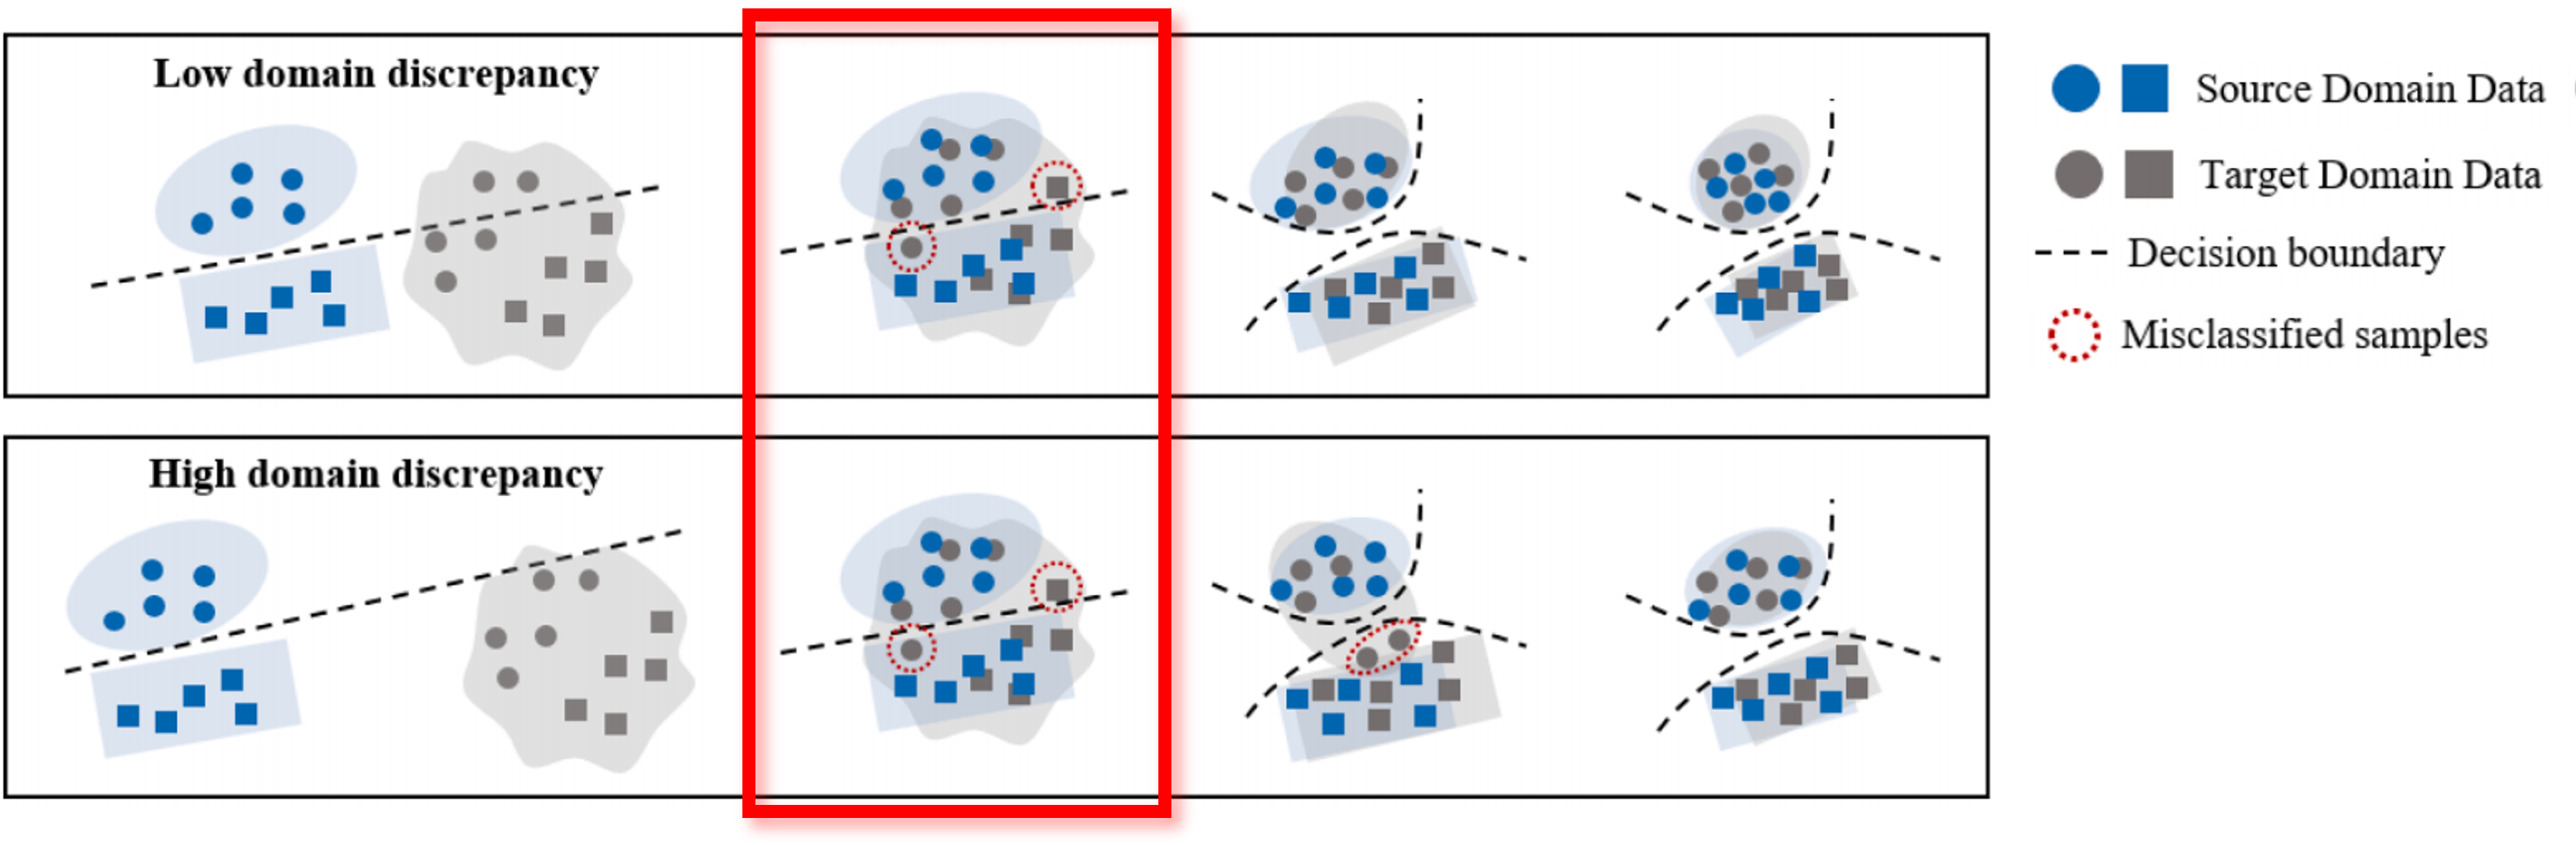 Low domain discrepancy
High domain discrepancy
Source Domain Data
Target Domain Data
Decision boundary
Misclassified samples